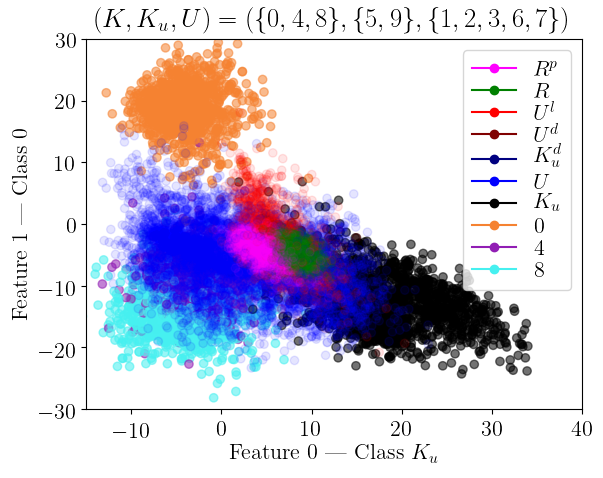 (K, K_u, U) = ({0, 4, 8}, {5, 9}, {1, 2, 3, 6, 7})
30
20
10
0
−10
−20
−30
Feature 1 — Class 0
R^p
R
U^l
U^d
K_u^d
U
K_u
0
4
8
−10
0
10
20
30
40
Feature 0 — Class K_u